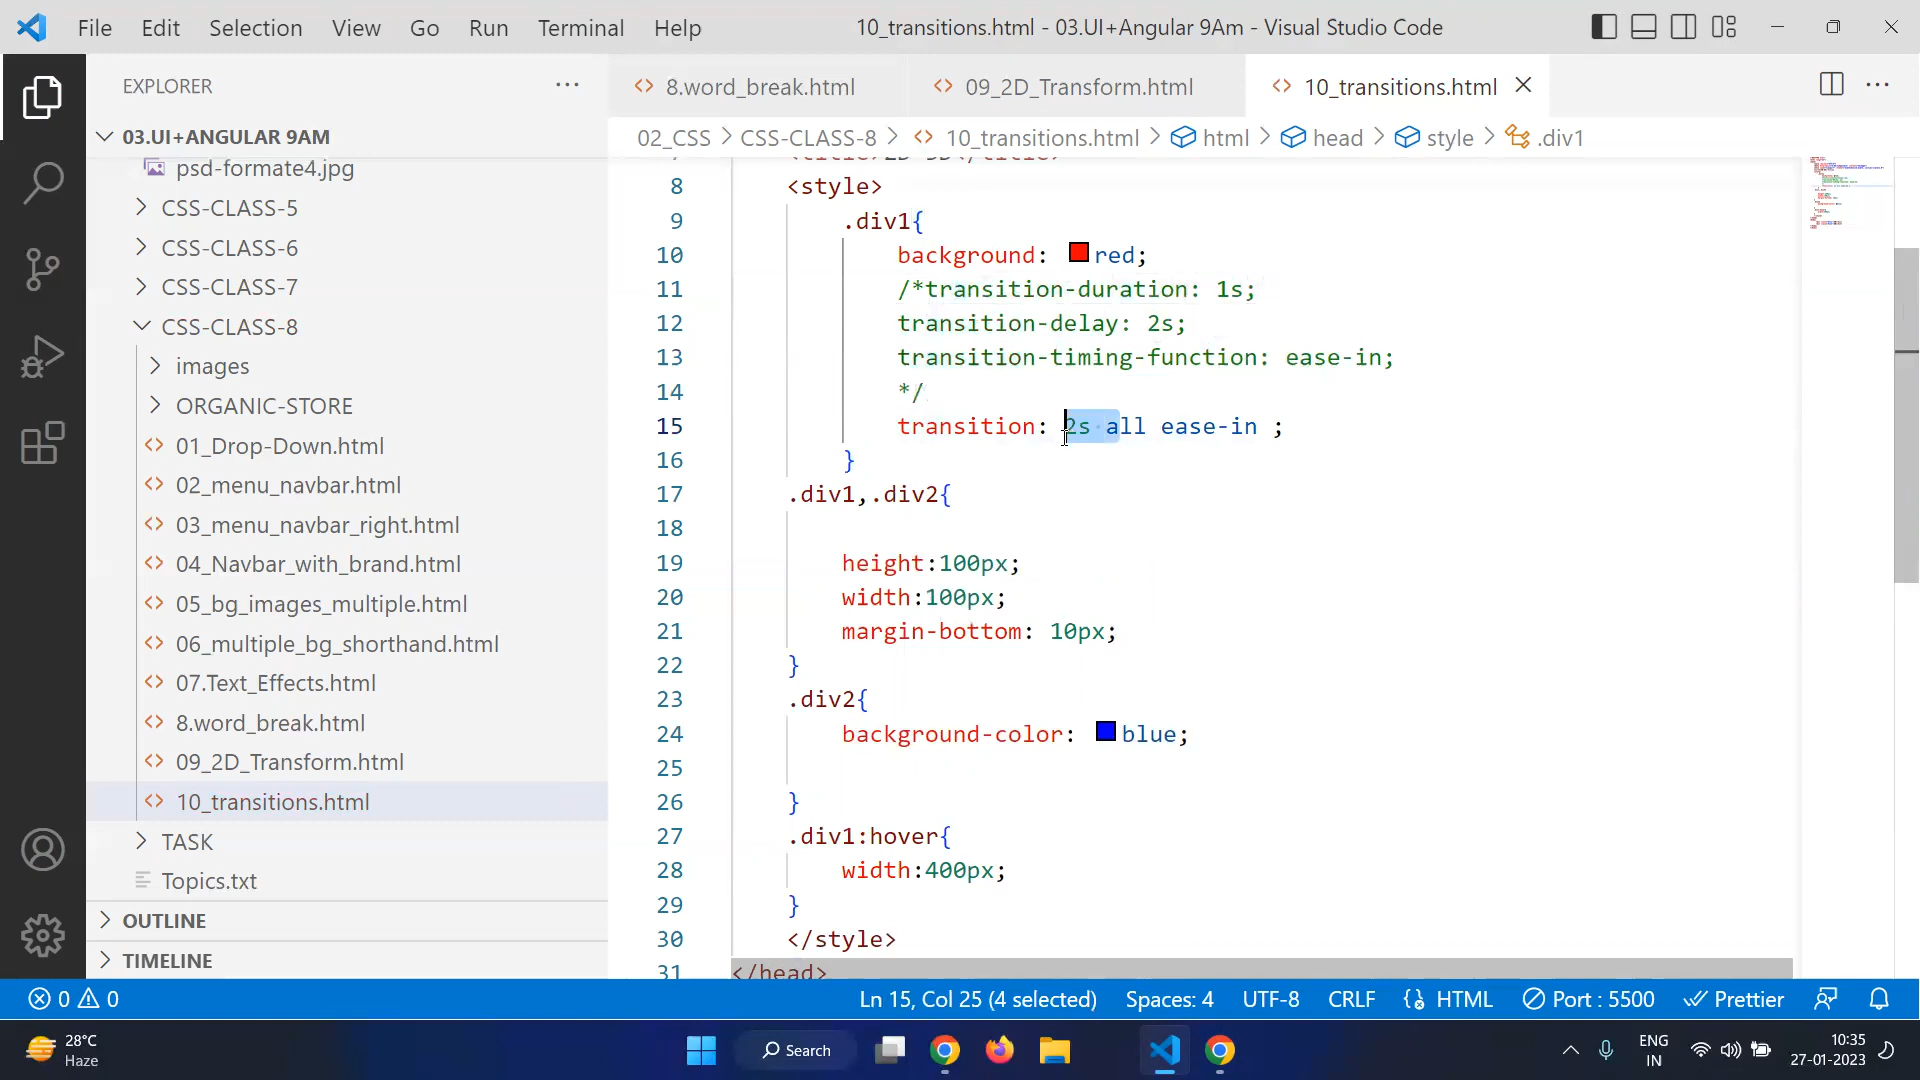 File Edit Selection View Go Run Terminal Help 10_transitions.html - 03.UI+Angular 9Am - Visual Studio Code
EXPLORER
03.UI+ANGULAR 9AM
psd-formate4.jpg
CSS-CLASS-5
CSS-CLASS-6
CSS-CLASS-7
CSS-CLASS-8
images
ORGANIC-STORE
01_Drop-Down.html
02_menu_navbar.html
03_menu_navbar_right.html
04_Navbar_with_brand.html
05_bg_images_multiple.html
06_multiple_bg_shorthand.html
07.Text_Effects.html
8.word_break.html
09_2D_Transform.html
10_transitions.html
TASK
Topics.txt
OUTLINE
TIMELINE
8.word_break.html 09_2D_Transform.html 10_transitions.html
02_CSS > CSS-CLASS-8 > 10_transitions.html > html > head > style > .div1
8 <style>
9 .div1{
10 background: red;
11 /*transition-duration: 1s;
12 transition-delay: 2s;
13 transition-timing-function: ease-in;
14 */
15 transition: 2s all ease-in ;
16 }
17 .div1,.div2{
18
19 height:100px;
20 width:100px;
21 margin-bottom: 10px;
22 }
23 .div2{
24 background-color: blue;
25
26 }
27 .div1:hover{
28 width:400px;
29 }
30 </style>
31 </head>
0 0 Ln 15, Col 25 (4 selected) Spaces: 4 UTF-8 CRLF HTML Port : 5500 Prettier
28°C
Haze
Search
ENG
IN
10:35
27-01-2023